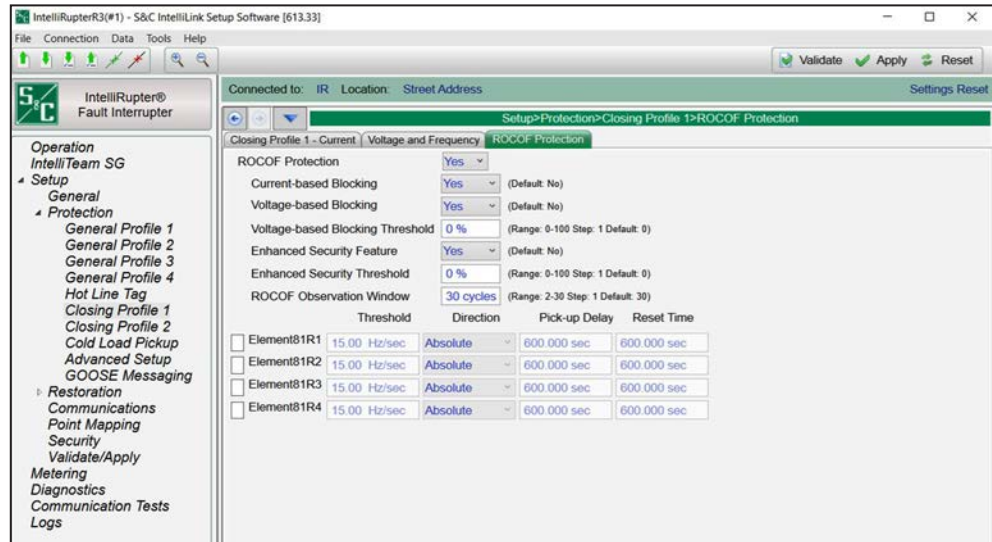 IntelliRupterR3(#1) - S&C IntelliLink Setup Software [613.33]
File Connection Data Tools Help
Validate Apply Reset
S&C
IntelliRupter®
Fault Interrupter
Connected to: IR Location: Street Address Settings Reset
Setup>Protection>Closing Profile 1>ROCOF Protection
Closing Profile 1 - Current Voltage and Frequency ROCOF Protection
Operation
IntelliTeam SG
Setup
General
Protection
General Profile 1
General Profile 2
General Profile 3
General Profile 4
Hot Line Tag
Closing Profile 1
Closing Profile 2
Cold Load Pickup
Advanced Setup
GOOSE Messaging
Restoration
Communications
Point Mapping
Security
Validate/Apply
Metering
Diagnostics
Communication Tests
Logs
ROCOF Protection Yes
Current-based Blocking Yes (Default: No)
Voltage-based Blocking Yes (Default: No)
Voltage-based Blocking Threshold 0 % (Range: 0-100 Step: 1 Default: 0)
Enhanced Security Feature Yes (Default: No)
Enhanced Security Threshold 0 % (Range: 0-100 Step: 1 Default: 0)
ROCOF Observation Window 30 cycles (Range: 2-30 Step: 1 Default: 30)
Threshold Direction Pick-up Delay Reset Time
Element81R1 15.00 Hz/sec Absolute 600.000 sec 600.000 sec
Element81R2 15.00 Hz/sec Absolute 600.000 sec 600.000 sec
Element81R3 15.00 Hz/sec Absolute 600.000 sec 600.000 sec
Element81R4 15.00 Hz/sec Absolute 600.000 sec 600.000 sec